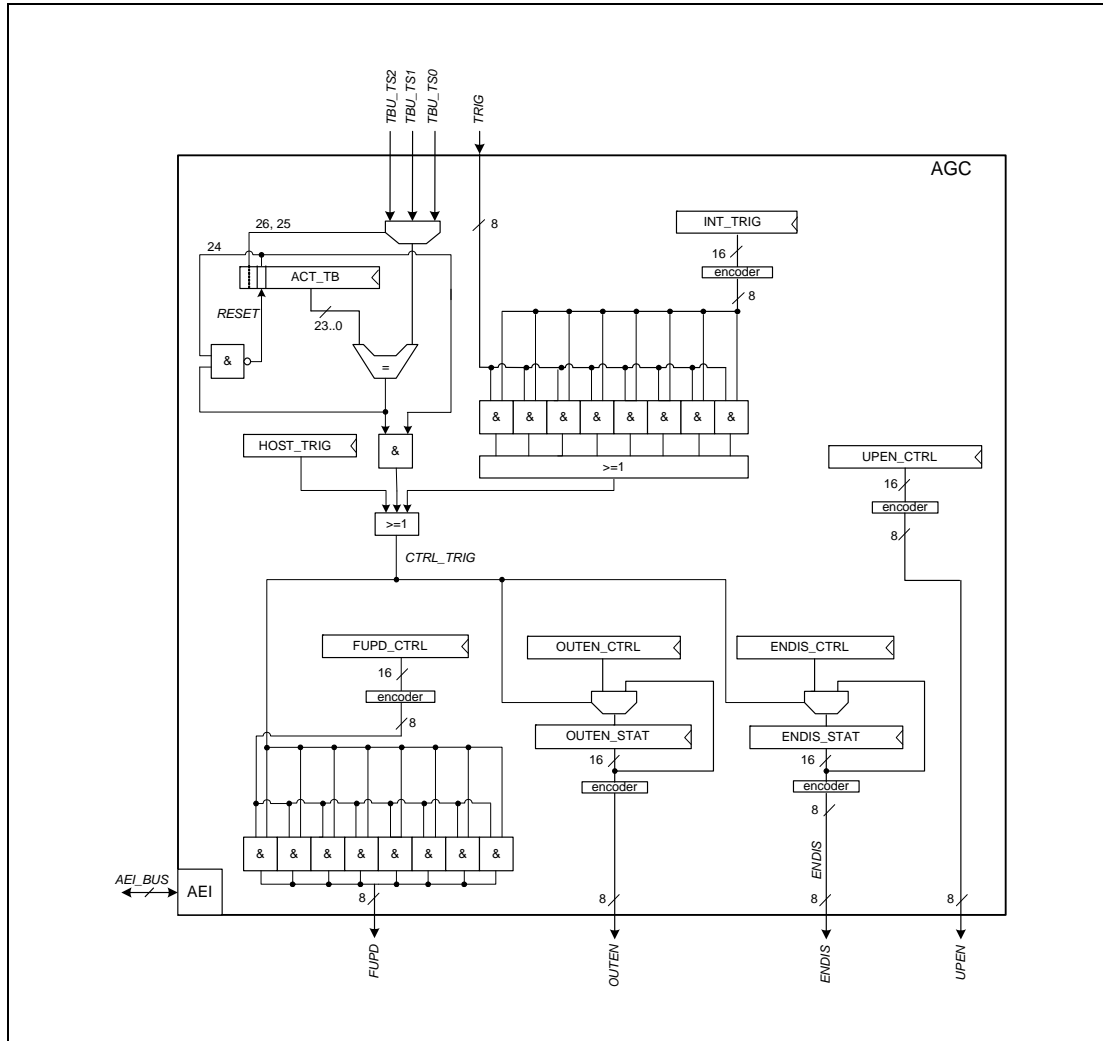 TBU_TS2
TBU_TS1
TBU_TS0
TRIG
AGC
26, 25
8
INT_TRIG
24
16
encoder
ACT_TB
8
RESET
23..0
&
=
& & & & & & & &
HOST_TRIG
&
UPEN_CTRL
>=1
16
encoder
>=1
8
CTRL_TRIG
FUPD_CTRL
OUTEN_CTRL
ENDIS_CTRL
16
encoder
8
OUTEN_STAT
ENDIS_STAT
16
16
encoder
encoder
8
& & & & & & & &
ENDIS
AEI_BUS
AEI
8
8
8
8
FUPD
OUTEN
ENDIS
UPEN